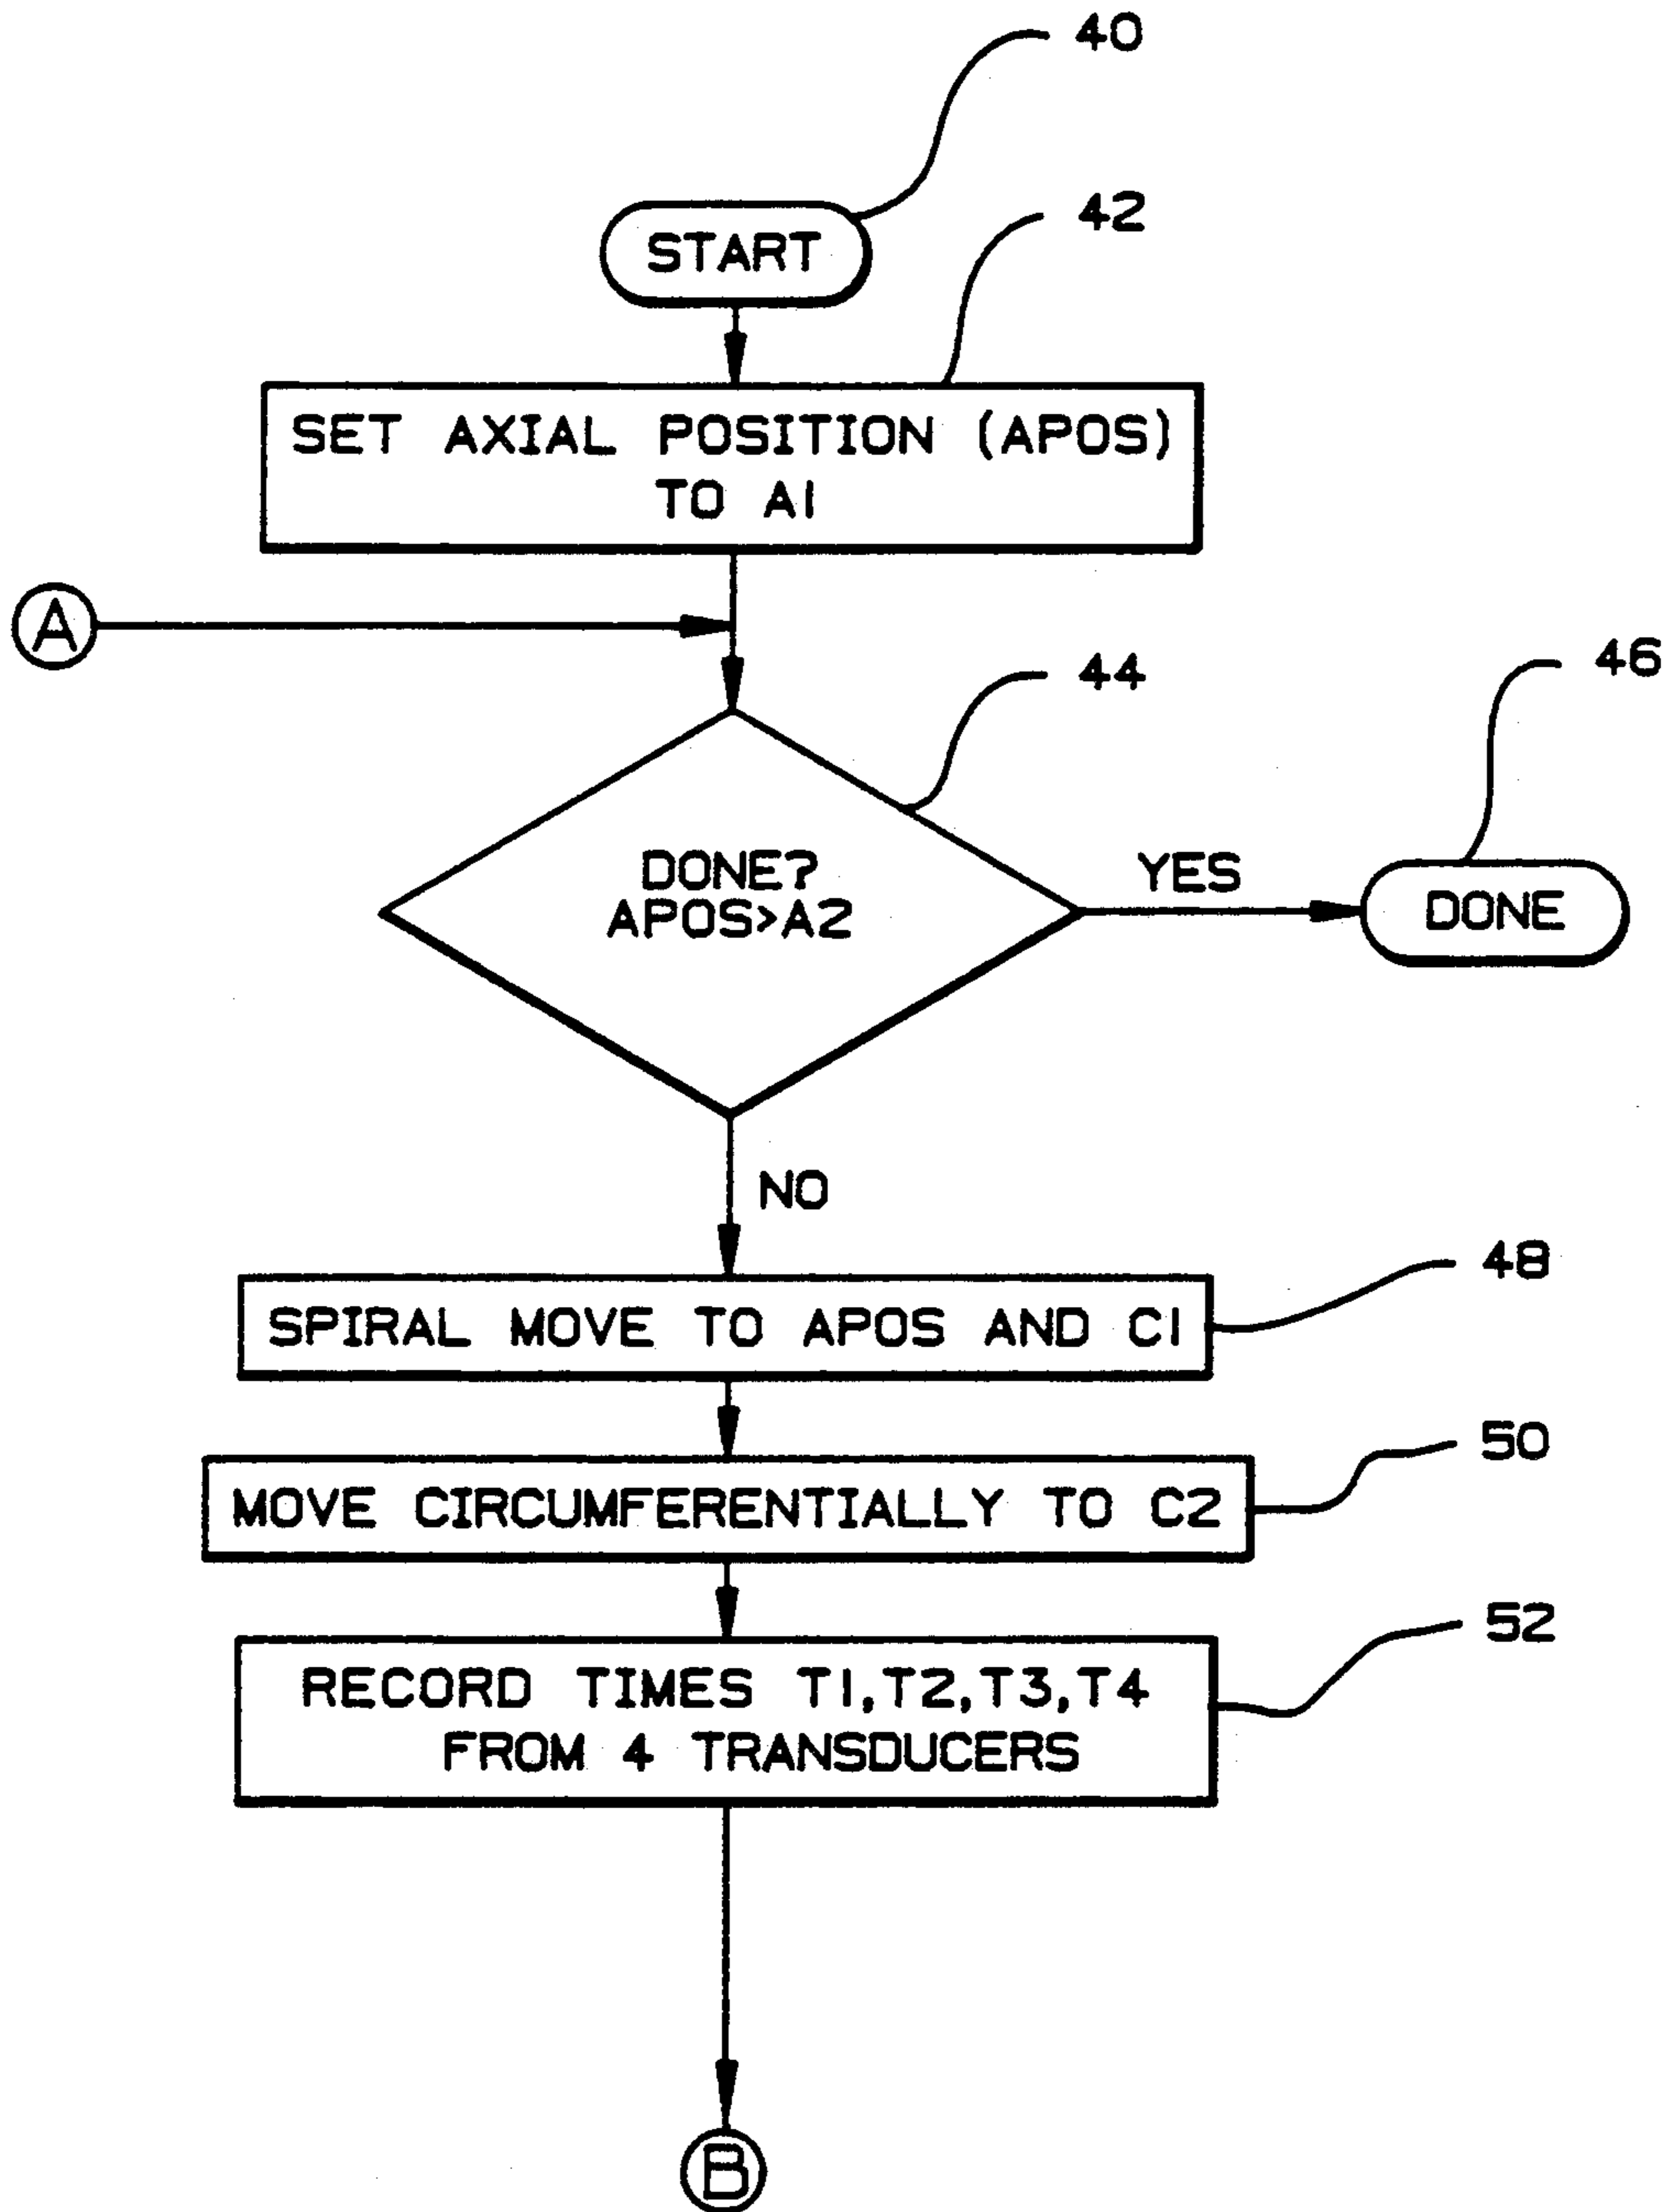 40
START
42
SET AXIAL POSITION (APOS)
TO A1
A
44
46
DONE?
APOS>A2
YES
DONE
NO
48
SPIRAL MOVE TO APOS AND C1
50
MOVE CIRCUMFERENTIALLY TO C2
52
RECORD TIMES T1,T2,T3,T4
FROM 4 TRANSDUCERS
B